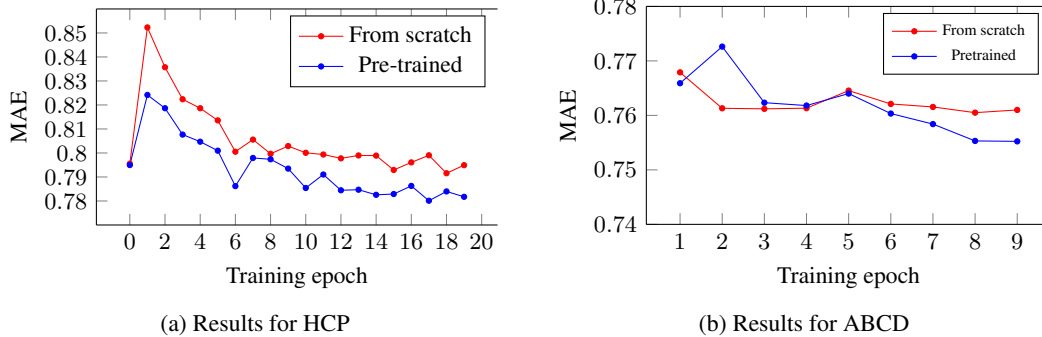 0.85
0.84
0.83
0.82
0.81
0.8
0.79
0.78
MAE
From scratch
Pre-trained
0 2 4 6 8 10 12 14 16 18 20
Training epoch
(a) Results for HCP
0.78
0.77
0.76
0.75
0.74
MAE
From scratch
Pretrained
1 2 3 4 5 6 7 8 9
Training epoch
(b) Results for ABCD